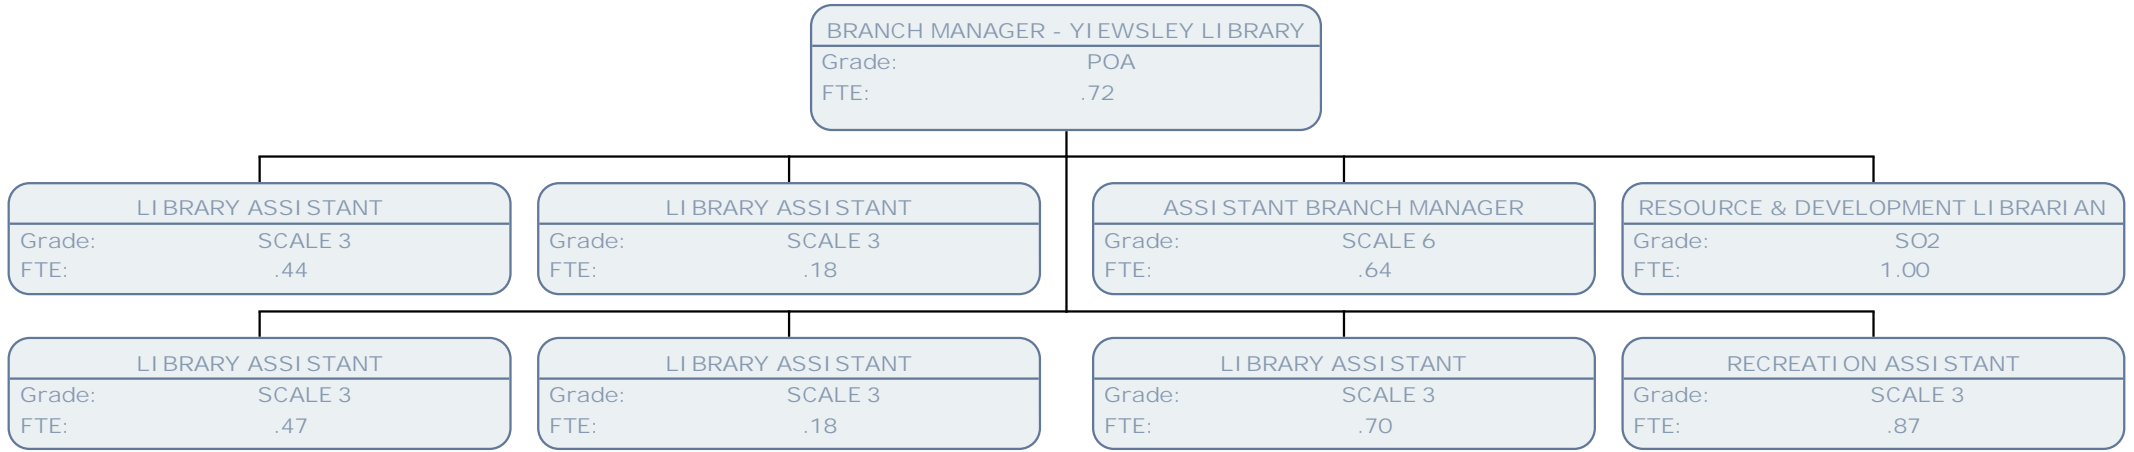 BRANCH MANAGER - YIEWSLEY LIBRARY
Grade: POA
FTE: .72
LIBRARY ASSISTANT
Grade: SCALE 3
FTE: .44
LIBRARY ASSISTANT
Grade: SCALE 3
FTE: .18
ASSISTANT BRANCH MANAGER
Grade: SCALE 6
FTE: .64
RESOURCE & DEVELOPMENT LIBRARIAN
Grade: SO2
FTE: 1.00
LIBRARY ASSISTANT
Grade: SCALE 3
FTE: .47
LIBRARY ASSISTANT
Grade: SCALE 3
FTE: .18
LIBRARY ASSISTANT
Grade: SCALE 3
FTE: .70
RECREATION ASSISTANT
Grade: SCALE 3
FTE: .87